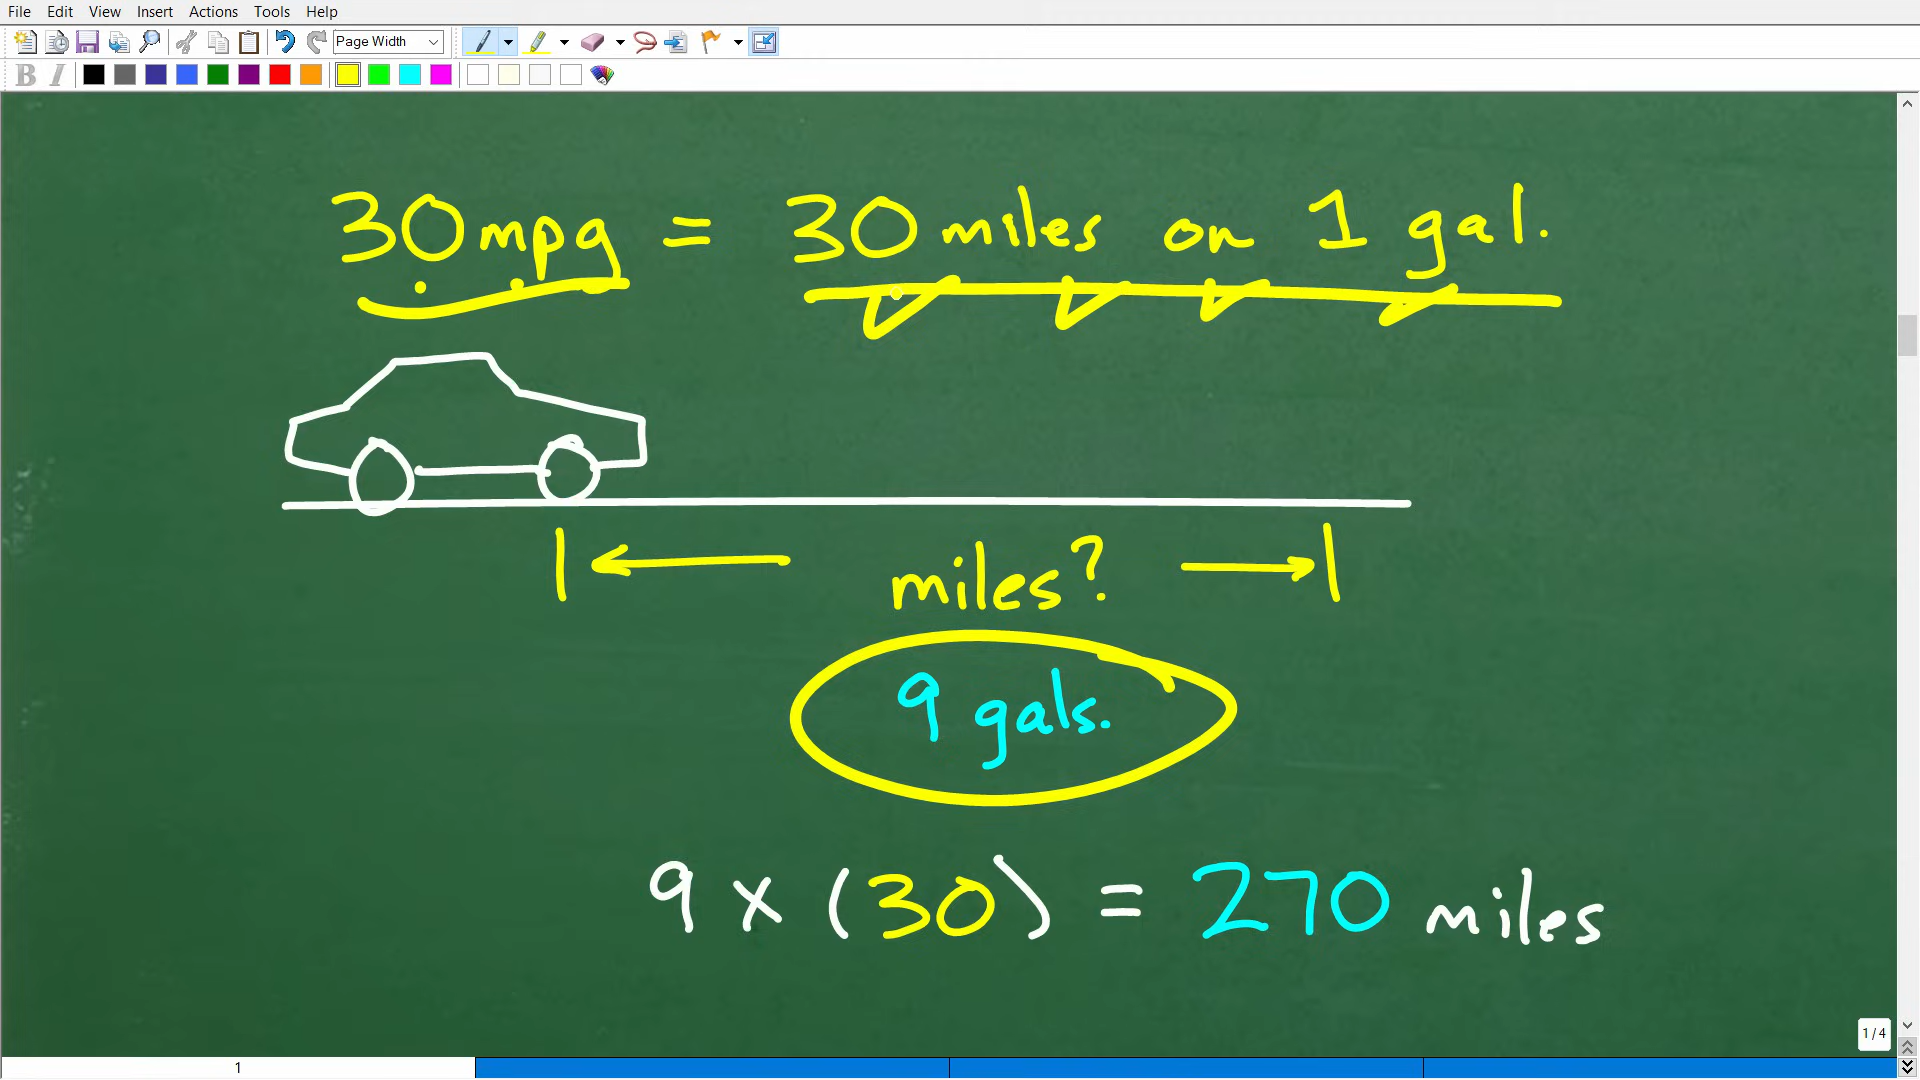 File Edit View Insert Actions Tools Help
Page Width
B I
30mpg = 30 miles on 1 gal.
miles?
9 gals.
9 x (30) = 270 miles
1 / 4
1